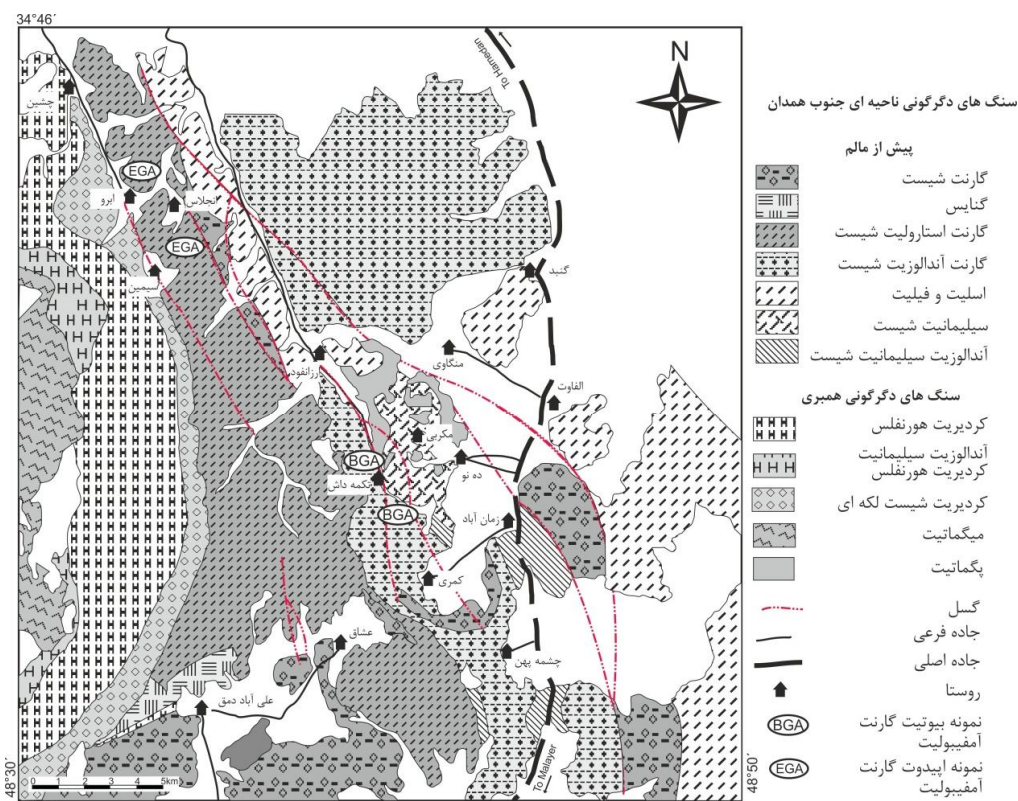 34°46´
To Hamedan
N
چشین
EGA
ابرو
انجلاس
EGA
سیمین
گنبد
منگاوی
ارزانفود
الفاوت
مکربی
BGA
ده نو
تکمه داش
BGA
زمان آباد
کمری
عشاق
چشمه پهن
علی آباد دمق
To Malayer
0 1 2 3 4 5km
48°30´
48°50´
سنگ های دگرگونی ناحیه ای جنوب همدان
پیش از مالم
گارنت شیست
گنایس
گارنت استارولیت شیست
گارنت آندالوزیت شیست
اسلیت و فیلیت
سیلیمانیت شیست
آندالوزیت سیلیمانیت شیست
سنگ های دگرگونی همبری
کردیریت هورنفلس
آندالوزیت سیلیمانیت
کردیریت هورنفلس
کردیریت شیست لکه ای
میگماتیت
پگماتیت
گسل
جاده فرعی
جاده اصلی
روستا
BGA
نمونه بیوتیت گارنت
آمفیبولیت
EGA
نمونه اپیدوت گارنت
آمفیبولیت